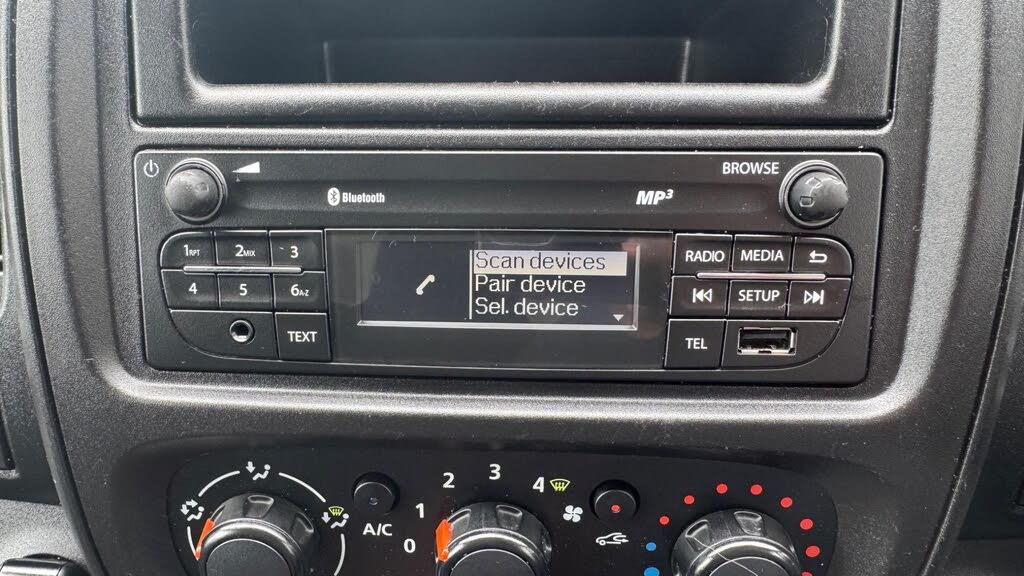 BROWSE
Bluetooth
MP3
1RPT
2MIX
3
4
5
6A-Z
TEXT
Scan devices
Pair device
Sel. device
RADIO
MEDIA
SETUP
TEL
A/C
0
1
2
3
4